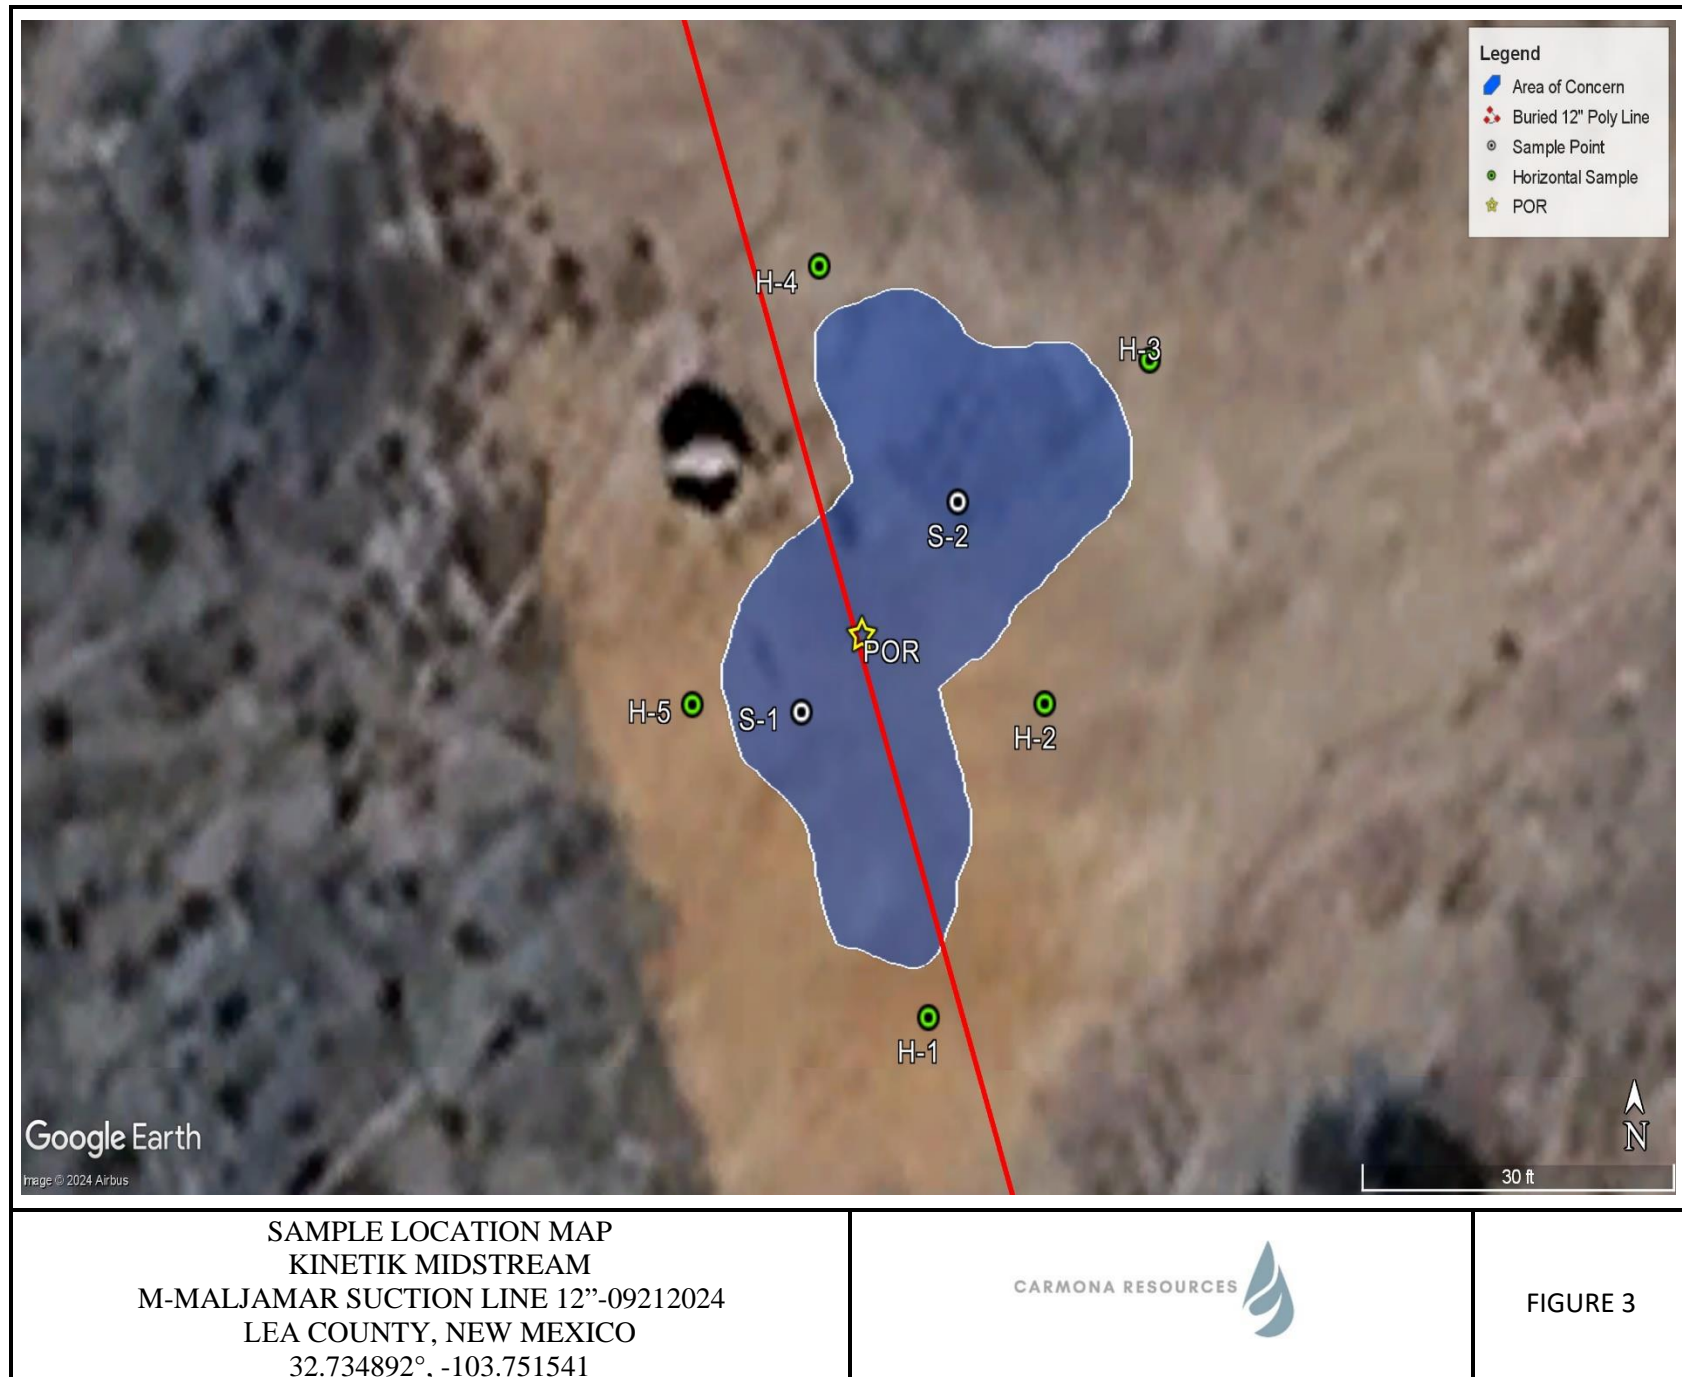 Legend
Area of Concern
Buried 12" Poly Line
Sample Point
Horizontal Sample
POR
H-4
H-3
S-2
POR
H-5
S-1
H-2
H-1
Google Earth
Image © 2024 Airbus
N
30 ft
SAMPLE LOCATION MAP
KINETIK MIDSTREAM
M-MALJAMAR SUCTION LINE 12”-09212024
LEA COUNTY, NEW MEXICO
32.734892°, -103.751541
CARMONA RESOURCES
FIGURE 3